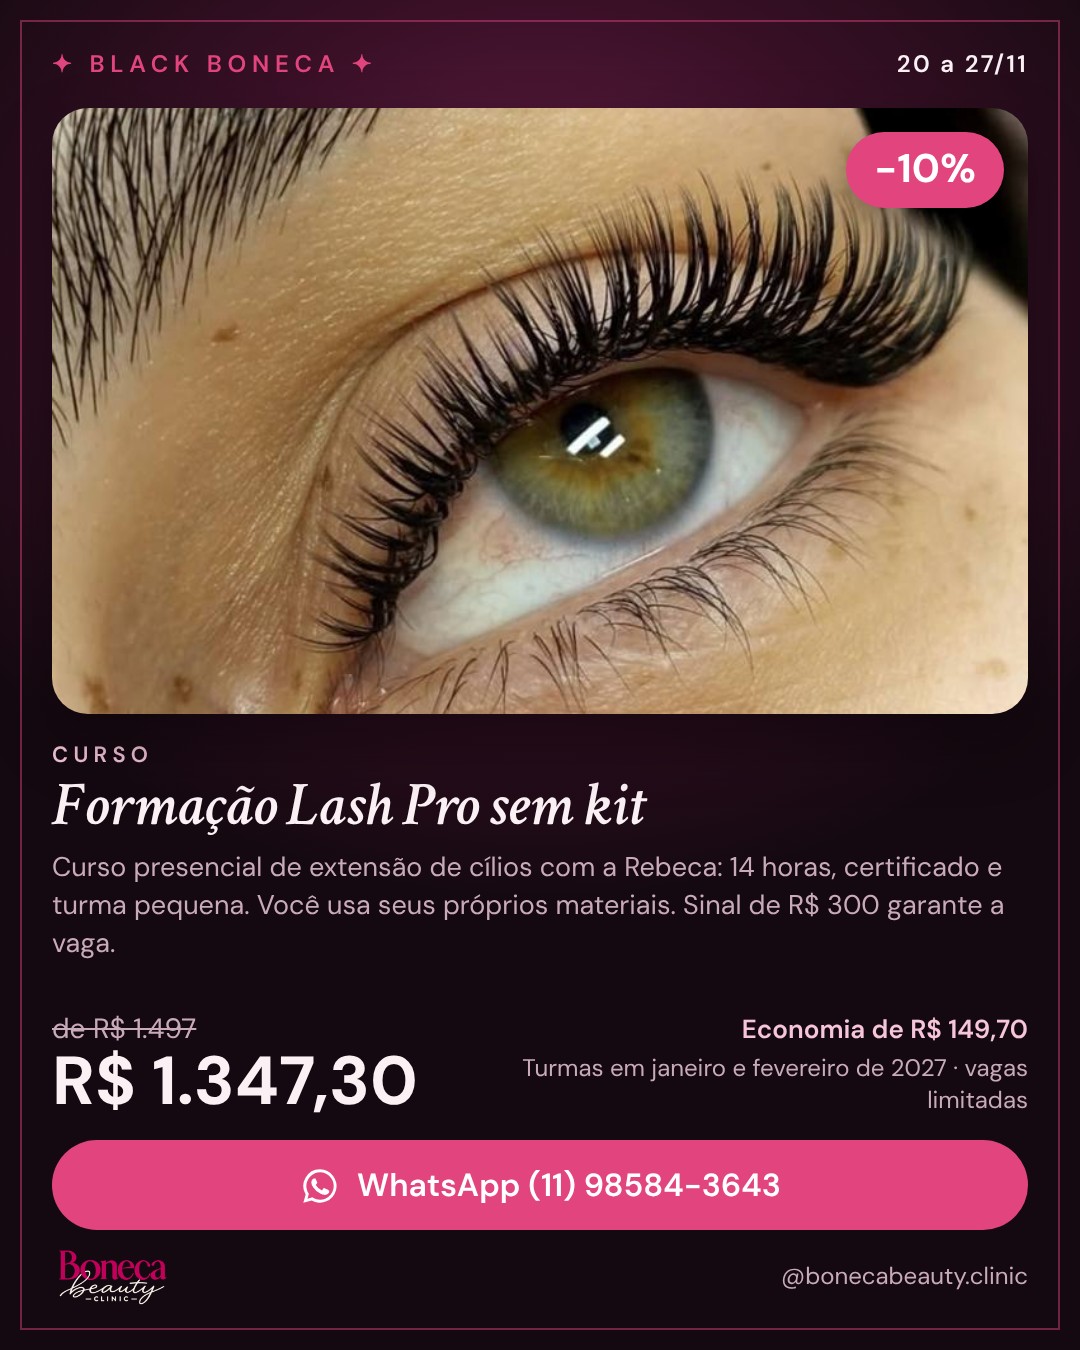 ✦ BLACK BONECA ✦
20 a 27/11
-10%
CURSO
Formação Lash Pro sem kit
Curso presencial de extensão de cílios com a Rebeca: 14 horas, certificado e
turma pequena. Você usa seus próprios materiais. Sinal de R$ 300 garante a
vaga.
de R$ 1.497
R$ 1.347,30
Economia de R$ 149,70
Turmas em janeiro e fevereiro de 2027 · vagas
limitadas
WhatsApp (11) 98584-3643
Boneca
beauty
CLINIC
@bonecabeauty.clinic